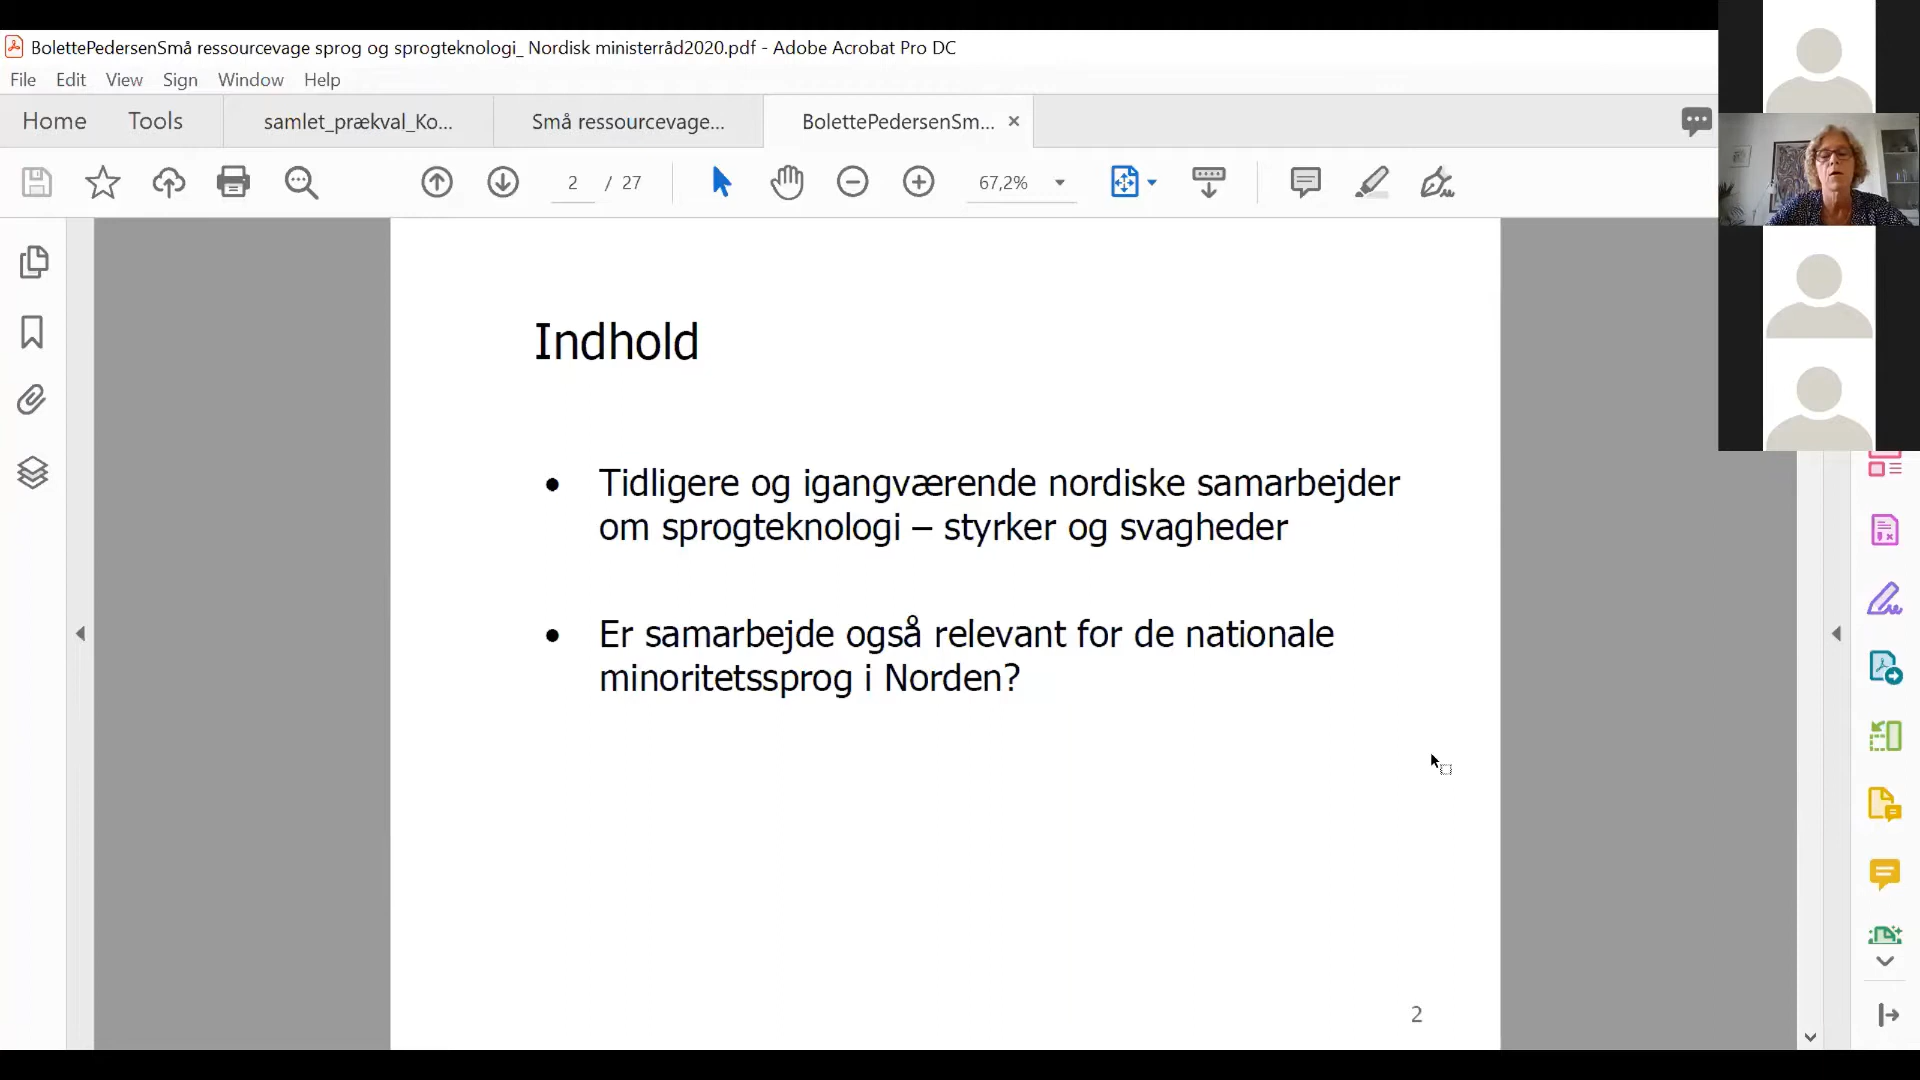 BolettePedersenSmå ressourcevage sprog og sprogteknologi_ Nordisk ministerråd2020.pdf - Adobe Acrobat Pro DC
File Edit View Sign Window Help
Home Tools samlet_prækval_Ko... Små ressourcevage... BolettePedersenSm... ×
2 / 27 67,2%
Indhold
• Tidligere og igangværende nordiske samarbejder
om sprogteknologi – styrker og svagheder
• Er samarbejde også relevant for de nationale
minoritetssprog i Norden?
2